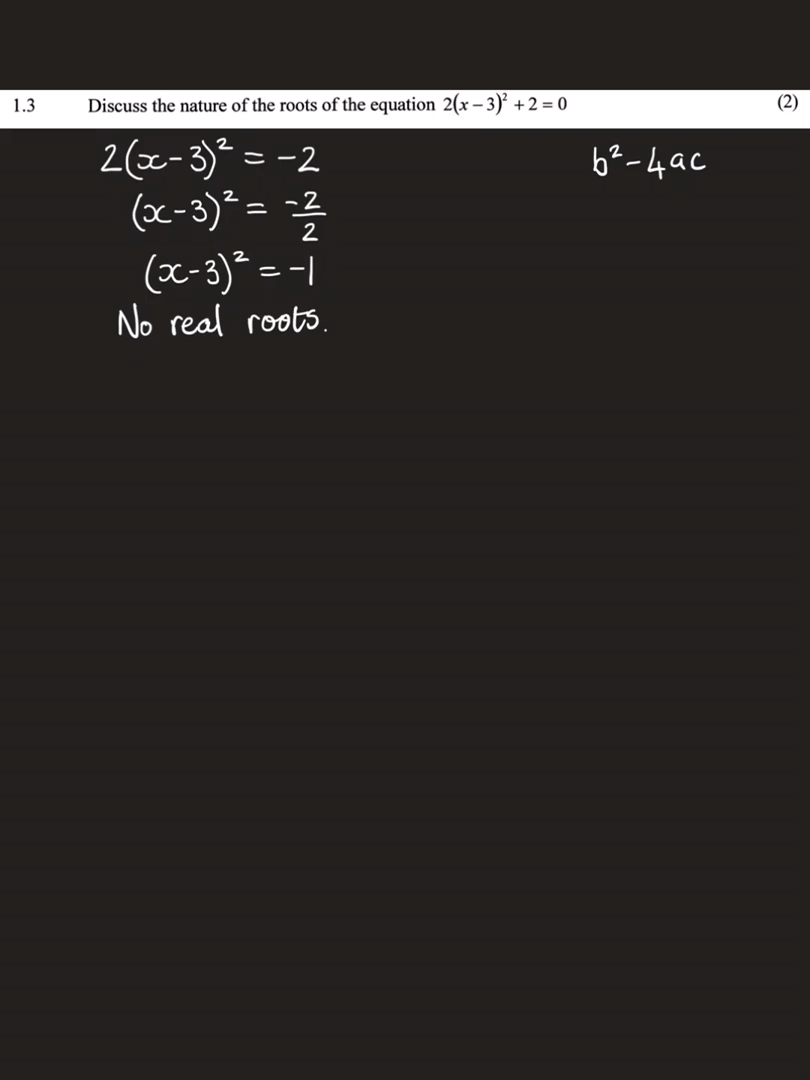 1.3 Discuss the nature of the roots of the equation 2(x – 3)² + 2 = 0 (2)
2(x-3)² = -2
b²-4ac
(x-3)² = -2/2
(x-3)² = -1
No real roots.